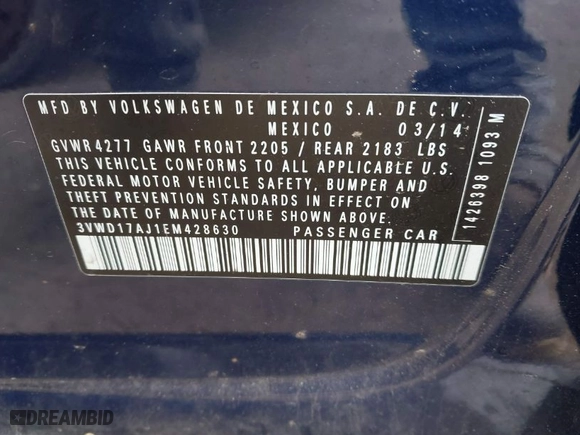 MFD BY VOLKSWAGEN DE MEXICO S.A. DE C.V.
MEXICO 03/14
GVWR 4277 GAWR FRONT 2205 / REAR 2183 LBS
THIS VEHICLE CONFORMS TO ALL APPLICABLE U.S.
FEDERAL MOTOR VEHICLE SAFETY, BUMPER AND
THEFT PREVENTION STANDARDS IN EFFECT ON
THE DATE OF MANUFACTURE SHOWN ABOVE.
3VWD17AJ1EM428630 PASSENGER CAR
1426398 1093 M
DREAMBID